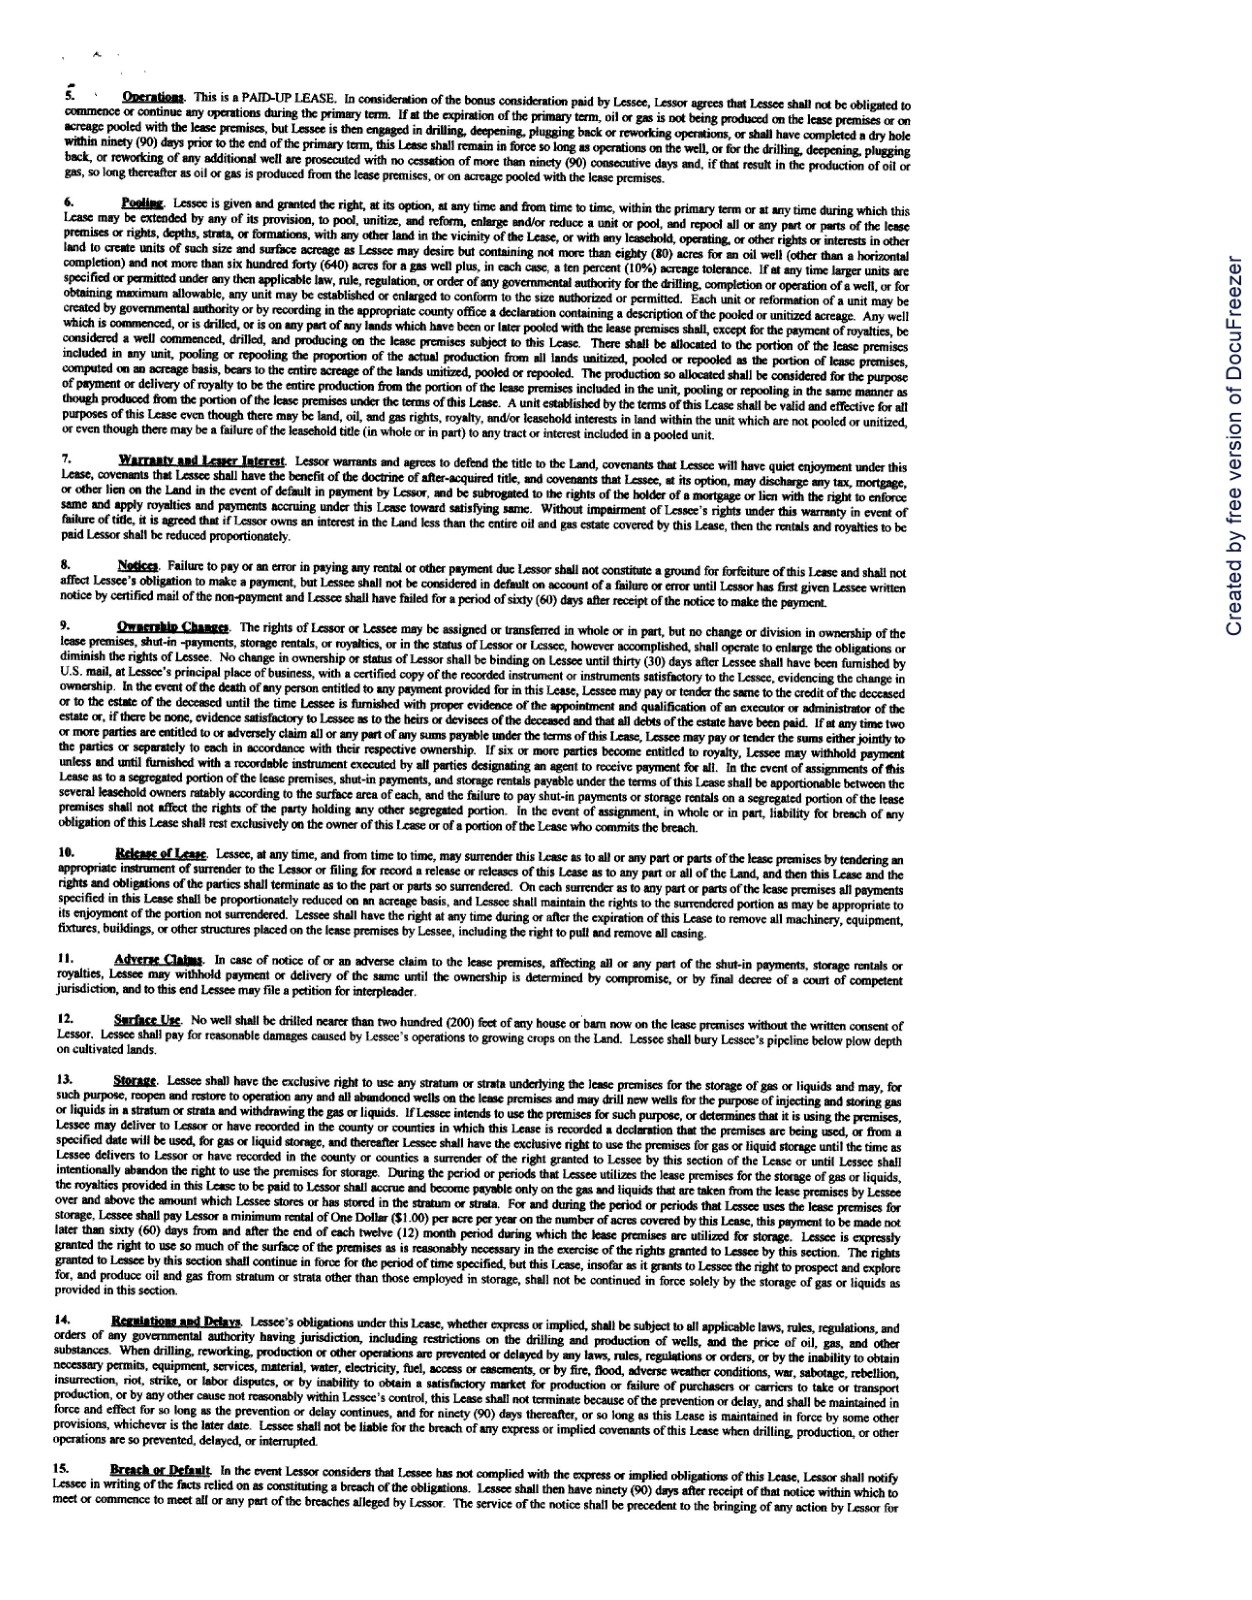 5. Operations. This is a PAID-UP LEASE. In consideration of the bonus consideration paid by Lessee, Lessor agrees that Lessee shall not be obligated to
commence or continue any operations during the primary term. If at the expiration of the primary term, oil or gas is not being produced on the lease premises or on
acreage pooled with the lease premises, but Lessee is then engaged in drilling, deepening, plugging back or reworking operations, or shall have completed a dry hole
within ninety (90) days prior to the end of the primary term, this Lease shall remain in force so long as operations on the well, or for the drilling, deepening, plugging
back, or reworking of any additional well are prosecuted with no cessation of more than ninety (90) consecutive days and, if that result in the production of oil or
gas, so long thereafter as oil or gas is produced from the lease premises, or on acreage pooled with the lease premises.
6. Pooling. Lessee is given and granted the right, at its option, at any time and from time to time, within the primary term or at any time during which this
Lease may be extended by any of its provision, to pool, unitize, and reform, enlarge and/or reduce a unit or pool, and repool all or any part or parts of the lease
premises or rights, depths, strata, or formations, with any other land in the vicinity of the Lease, or with any leasehold, operating, or other rights or interests in other
land to create units of such size and surface acreage as Lessee may desire but containing not more than eighty (80) acres for an oil well (other than a horizontal
completion) and not more than six hundred forty (640) acres for a gas well plus, in each case, a ten percent (10%) acreage tolerance. If at any time larger units are
specified or permitted under any then applicable law, rule, regulation, or order of any governmental authority for the drilling, completion or operation of a well, or for
obtaining maximum allowable, any unit may be established or enlarged to conform to the size authorized or permitted. Each unit or reformation of a unit may be
created by governmental authority or by recording in the appropriate county office a declaration containing a description of the pooled or unitized acreage. Any well
which is commenced, or is drilled, or is on any part of any lands which have been or later pooled with the lease premises shall, except for the payment of royalties, be
considered a well commenced, drilled, and producing on the lease premises subject to this Lease. There shall be allocated to the portion of the lease premises
included in any unit, pooling or repooling the proportion of the actual production from all lands unitized, pooled or repooled as the portion of lease premises,
computed on an acreage basis, bears to the entire acreage of the lands unitized, pooled or repooled. The production so allocated shall be considered for the purpose
of payment or delivery of royalty to be the entire production from the portion of the lease premises included in the unit, pooling or repooling in the same manner as
though produced from the portion of the lease premises under the terms of this Lease. A unit established by the terms of this Lease shall be valid and effective for all
purposes of this Lease even though there may be land, oil, and gas rights, royalty, and/or leasehold interests in land within the unit which are not pooled or unitized,
or even though there may be a failure of the leasehold title (in whole or in part) to any tract or interest included in a pooled unit.
7. Warranty and Lesser Interest. Lessor warrants and agrees to defend the title to the Land, covenants that Lessee will have quiet enjoyment under this
Lease, covenants that Lessee shall have the benefit of the doctrine of after-acquired title, and covenants that Lessee, at its option, may discharge any tax, mortgage,
or other lien on the Land in the event of default in payment by Lessor, and be subrogated to the rights of the holder of a mortgage or lien with the right to enforce
same and apply royalties and payments accruing under this Lease toward satisfying same. Without impairment of Lessee's rights under this warranty in event of
failure of title, it is agreed that if Lessor owns an interest in the Land less than the entire oil and gas estate covered by this Lease, then the rentals and royalties to be
paid Lessor shall be reduced proportionately.
8. Notices. Failure to pay or an error in paying any rental or other payment due Lessor shall not constitute a ground for forfeiture of this Lease and shall not
affect Lessee's obligation to make a payment, but Lessee shall not be considered in default on account of a failure or error until Lessor has first given Lessee written
notice by certified mail of the non-payment and Lessee shall have failed for a period of sixty (60) days after receipt of the notice to make the payment.
9. Ownership Changes. The rights of Lessor or Lessee may be assigned or transferred in whole or in part, but no change or division in ownership of the
lease premises, shut-in -payments, storage rentals, or royalties, or in the status of Lessor or Lessee, however accomplished, shall operate to enlarge the obligations or
diminish the rights of Lessee. No change in ownership or status of Lessor shall be binding on Lessee until thirty (30) days after Lessee shall have been furnished by
U.S. mail, at Lessee's principal place of business, with a certified copy of the recorded instrument or instruments satisfactory to the Lessee, evidencing the change in
ownership. In the event of the death of any person entitled to any payment provided for in this Lease, Lessee may pay or tender the same to the credit of the deceased
or to the estate of the deceased until the time Lessee is furnished with proper evidence of the appointment and qualification of an executor or administrator of the
estate or, if there be none, evidence satisfactory to Lessee as to the heirs or devisees of the deceased and that all debts of the estate have been paid. If at any time two
or more parties are entitled to or adversely claim all or any part of any sums payable under the terms of this Lease, Lessee may pay or tender the sums either jointly to
the parties or separately to each in accordance with their respective ownership. If six or more parties become entitled to royalty, Lessee may withhold payment
unless and until furnished with a recordable instrument executed by all parties designating an agent to receive payment for all. In the event of assignments of this
Lease as to a segregated portion of the lease premises, shut-in payments, and storage rentals payable under the terms of this Lease shall be apportionable between the
several leasehold owners ratably according to the surface area of each, and the failure to pay shut-in payments or storage rentals on a segregated portion of the lease
premises shall not affect the rights of the party holding any other segregated portion. In the event of assignment, in whole or in part, liability for breach of any
obligation of this Lease shall rest exclusively on the owner of this Lease or of a portion of the Lease who commits the breach.
10. Release of Lease. Lessee, at any time, and from time to time, may surrender this Lease as to all or any part or parts of the lease premises by tendering an
appropriate instrument of surrender to the Lessor or filing for record a release or releases of this Lease as to any part or all of the Land, and then this Lease and the
rights and obligations of the parties shall terminate as to the part or parts so surrendered. On each surrender as to any part or parts of the lease premises all payments
specified in this Lease shall be proportionately reduced on an acreage basis, and Lessee shall maintain the rights to the surrendered portion as may be appropriate to
its enjoyment of the portion not surrendered. Lessee shall have the right at any time during or after the expiration of this Lease to remove all machinery, equipment,
fixtures, buildings, or other structures placed on the lease premises by Lessee, including the right to pull and remove all casing.
11. Adverse Claims. In case of notice of or an adverse claim to the lease premises, affecting all or any part of the shut-in payments, storage rentals or
royalties, Lessee may withhold payment or delivery of the same until the ownership is determined by compromise, or by final decree of a court of competent
jurisdiction, and to this end Lessee may file a petition for interpleader.
12. Surface Use. No well shall be drilled nearer than two hundred (200) feet of any house or barn now on the lease premises without the written consent of
Lessor. Lessee shall pay for reasonable damages caused by Lessee's operations to growing crops on the Land. Lessee shall bury Lessee's pipeline below plow depth
on cultivated lands.
13. Storage. Lessee shall have the exclusive right to use any stratum or strata underlying the lease premises for the storage of gas or liquids and may, for
such purpose, reopen and restore to operation any and all abandoned wells on the lease premises and may drill new wells for the purpose of injecting and storing gas
or liquids in a stratum or strata and withdrawing the gas or liquids. If Lessee intends to use the premises for such purpose, or determines that it is using the premises,
Lessee may deliver to Lessor or have recorded in the county or counties in which this Lease is recorded a declaration that the premises are being used, or from a
specified date will be used, for gas or liquid storage, and thereafter Lessee shall have the exclusive right to use the premises for gas or liquid storage until the time as
Lessee delivers to Lessor or have recorded in the county or counties a surrender of the right granted to Lessee by this section of the Lease or until Lessee shall
intentionally abandon the right to use the premises for storage. During the period or periods that Lessee utilizes the lease premises for the storage of gas or liquids,
the royalties provided in this Lease to be paid to Lessor shall accrue and become payable only on the gas and liquids that are taken from the lease premises by Lessee
over and above the amount which Lessee stores or has stored in the stratum or strata. For and during the period or periods that Lessee uses the lease premises for
storage, Lessee shall pay Lessor a minimum rental of One Dollar ($1.00) per acre per year on the number of acres covered by this Lease, this payment to be made not
later than sixty (60) days from and after the end of each twelve (12) month period during which the lease premises are utilized for storage. Lessee is expressly
granted the right to use so much of the surface of the premises as is reasonably necessary in the exercise of the rights granted to Lessee by this section. The rights
granted to Lessee by this section shall continue in force for the period of time specified, but this Lease, insofar as it grants to Lessee the right to prospect and explore
for, and produce oil and gas from stratum or strata other than those employed in storage, shall not be continued in force solely by the storage of gas or liquids as
provided in this section.
14. Regulations and Delays. Lessee's obligations under this Lease, whether express or implied, shall be subject to all applicable laws, rules, regulations, and
orders of any governmental authority having jurisdiction, including restrictions on the drilling and production of wells, and the price of oil, gas, and other
substances. When drilling, reworking, production or other operations are prevented or delayed by any laws, rules, regulations or orders, or by the inability to obtain
necessary permits, equipment, services, material, water, electricity, fuel, access or easements, or by fire, flood, adverse weather conditions, war, sabotage, rebellion,
insurrection, riot, strike, or labor disputes, or by inability to obtain a satisfactory market for production or failure of purchasers or carriers to take or transport
production, or by any other cause not reasonably within Lessee's control, this Lease shall not terminate because of the prevention or delay, and shall be maintained in
force and effect for so long as the prevention or delay continues, and for ninety (90) days thereafter, or so long as this Lease is maintained in force by some other
provisions, whichever is the later date. Lessee shall not be liable for the breach of any express or implied covenants of this Lease when drilling, production, or other
operations are so prevented, delayed, or interrupted.
15. Breach or Default. In the event Lessor considers that Lessee has not complied with the express or implied obligations of this Lease, Lessor shall notify
Lessee in writing of the facts relied on as constituting a breach of the obligations. Lessee shall then have ninety (90) days after receipt of that notice within which to
meet or commence to meet all or any part of the breaches alleged by Lessor. The service of the notice shall be precedent to the bringing of any action by Lessor for
Created by free version of DocuFreezer